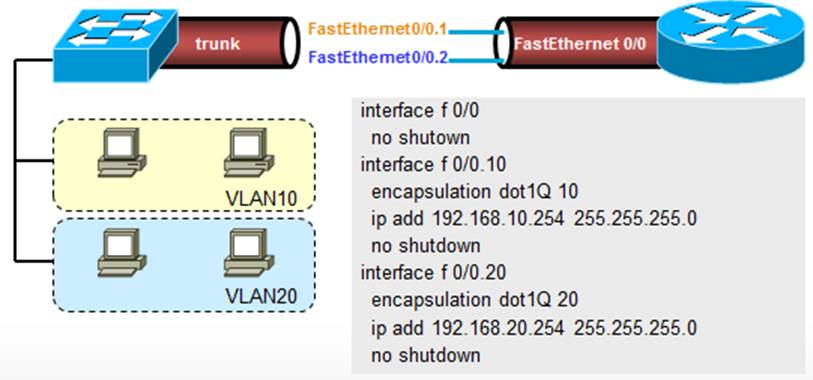 trunk
FastEthernet0/0.1
FastEthernet0/0.2
FastEthernet 0/0
interface f 0/0
no shutown
interface f 0/0.10
encapsulation dot1Q 10
ip add 192.168.10.254 255.255.255.0
no shutdown
interface f 0/0.20
encapsulation dot1Q 20
ip add 192.168.20.254 255.255.255.0
no shutdown
VLAN10
VLAN20